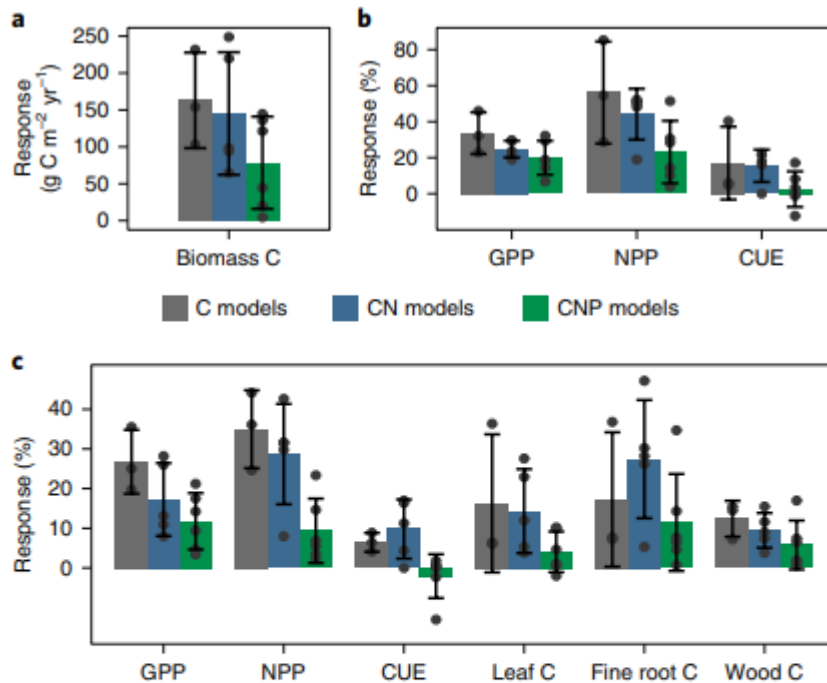 a
250
200
150
100
50
0
Response
(g C m⁻² yr⁻¹)
Biomass C
b
80
60
40
20
0
Response (%)
GPP NPP CUE
C models CN models CNP models
c
40
30
20
10
0
Response (%)
GPP NPP CUE Leaf C Fine root C Wood C